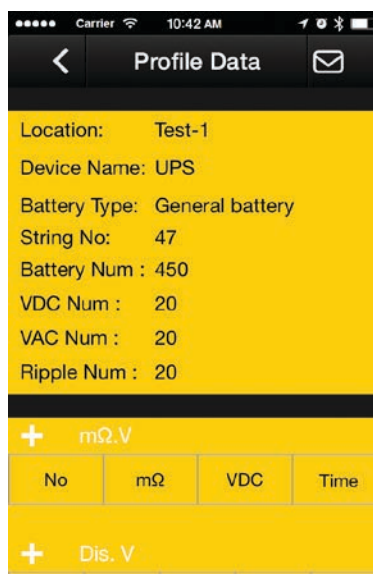 Carrier 10:42 AM
Profile Data
Location: Test-1
Device Name: UPS
Battery Type: General battery
String No: 47
Battery Num : 450
VDC Num : 20
VAC Num : 20
Ripple Num : 20
+ mΩ.V
No mΩ VDC Time
+ Dis. V